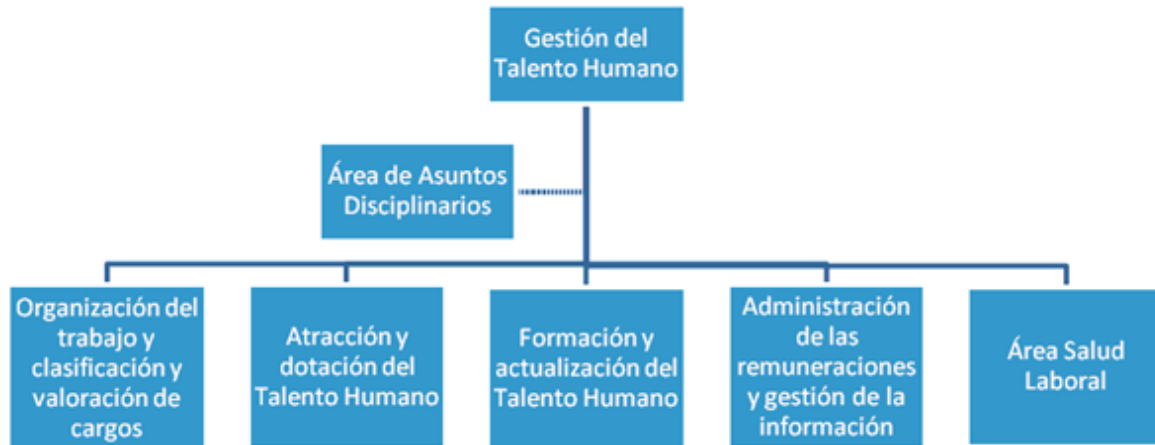 Gestión del
Talento Humano
Área de Asuntos
Disciplinarios
Organización del
trabajo y
clasificación y
valoración de
cargos
Atracción y
dotación del
Talento Humano
Formación y
actualización del
Talento Humano
Administración
de las
remuneraciones
y gestión de la
información
Área Salud
Laboral